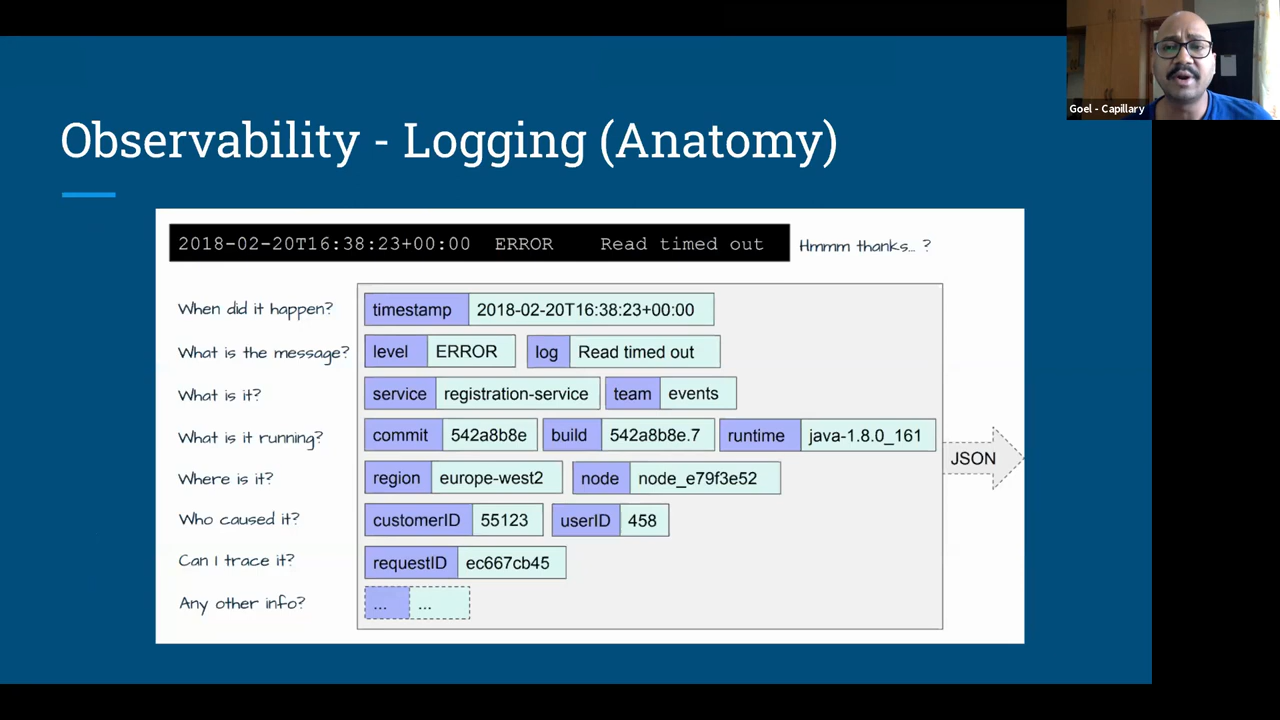 Goel - Capillary
Observability - Logging (Anatomy)
2018-02-20T16:38:23+00:00 ERROR Read timed out Hmmm thanks... ?
When did it happen? timestamp 2018-02-20T16:38:23+00:00
What is the message? level ERROR log Read timed out
What is it? service registration-service team events
What is it running? commit 542a8b8e build 542a8b8e.7 runtime java-1.8.0_161
JSON
Where is it? region europe-west2 node node_e79f3e52
Who caused it? customerID 55123 userID 458
Can I trace it? requestID ec667cb45
Any other info? ... ...